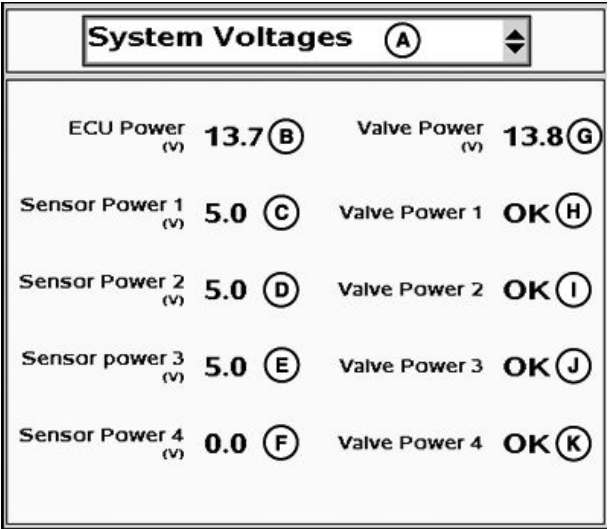 System Voltages A
ECU Power (V) 13.7 B Valve Power (V) 13.8 G
Sensor Power 1 (V) 5.0 C Valve Power 1 OK H
Sensor Power 2 (V) 5.0 D Valve Power 2 OK I
Sensor power 3 (V) 5.0 E Valve Power 3 OK J
Sensor Power 4 (V) 0.0 F Valve Power 4 OK K